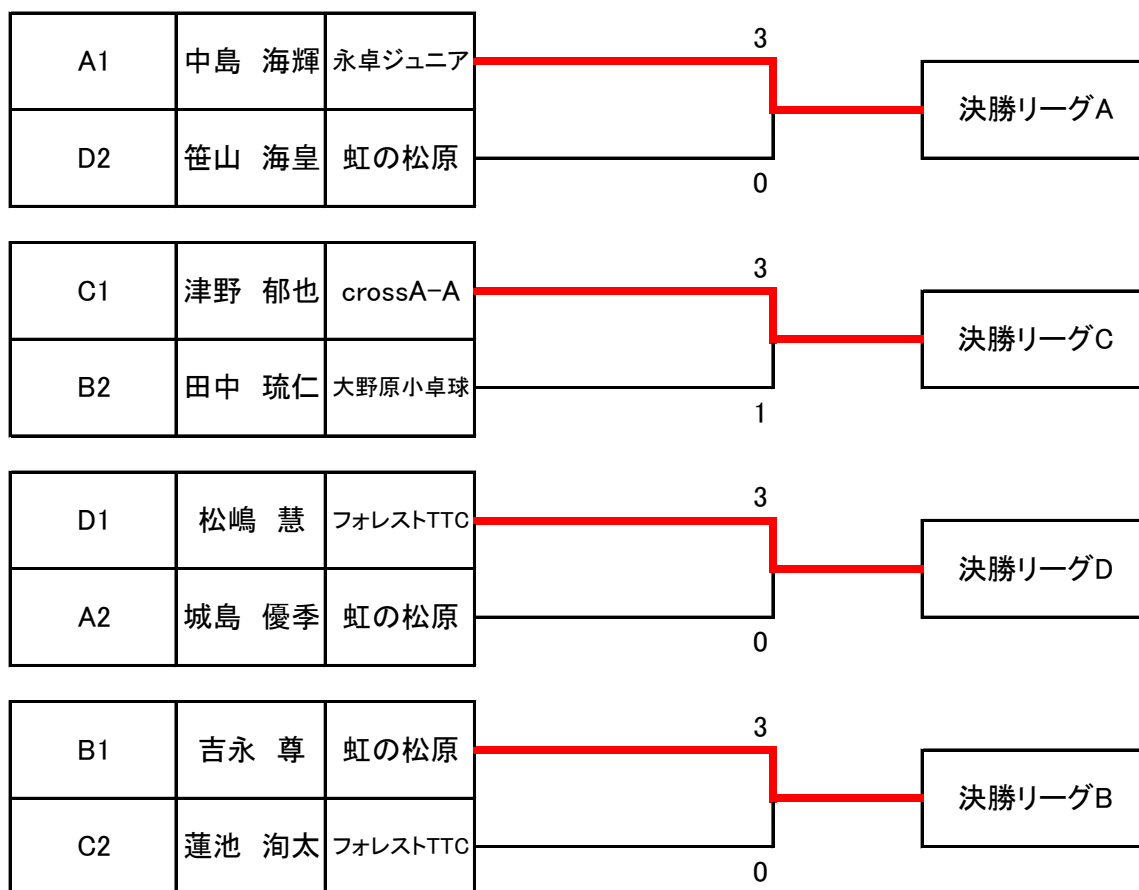 A1 中島 海輝 永卓ジュニア 3
決勝リーグA
D2 笹山 海皇 虹の松原 0
C1 津野 郁也 crossA-A 3
決勝リーグC
B2 田中 琉仁 大野原小卓球 1
D1 松嶋 慧 フォレストTTC 3
決勝リーグD
A2 城島 優季 虹の松原 0
B1 吉永 尊 虹の松原 3
決勝リーグB
C2 蓮池 洵太 フォレストTTC 0